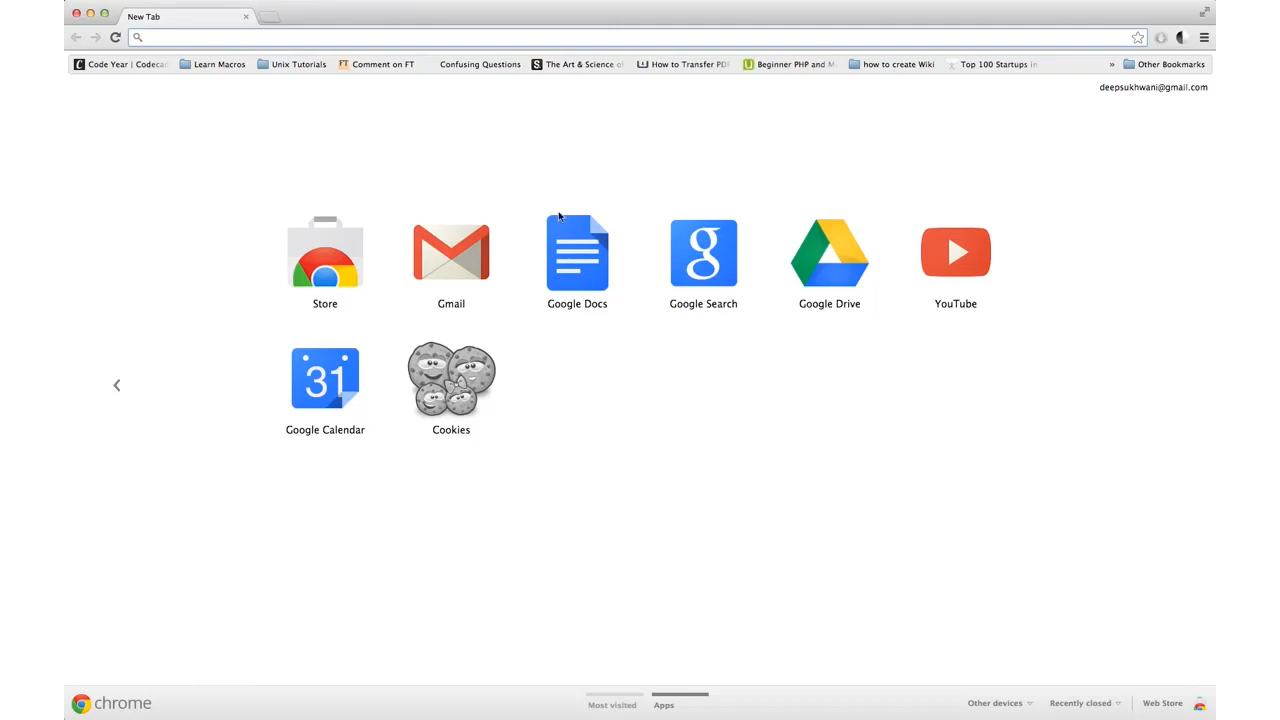 New Tab
Code Year | Codeca
Learn Macros
Unix Tutorials
FT Comment on FT
Confusing Questions
S The Art & Science of
How to Transfer PDF
U Beginner PHP and M
how to create Wiki
Top 100 Startups in
»
Other Bookmarks
deepsukhwani@gmail.com
Store
Gmail
Google Docs
g
Google Search
Google Drive
YouTube
31
Google Calendar
Cookies
chrome
Most visited
Apps
Other devices
Recently closed
Web Store